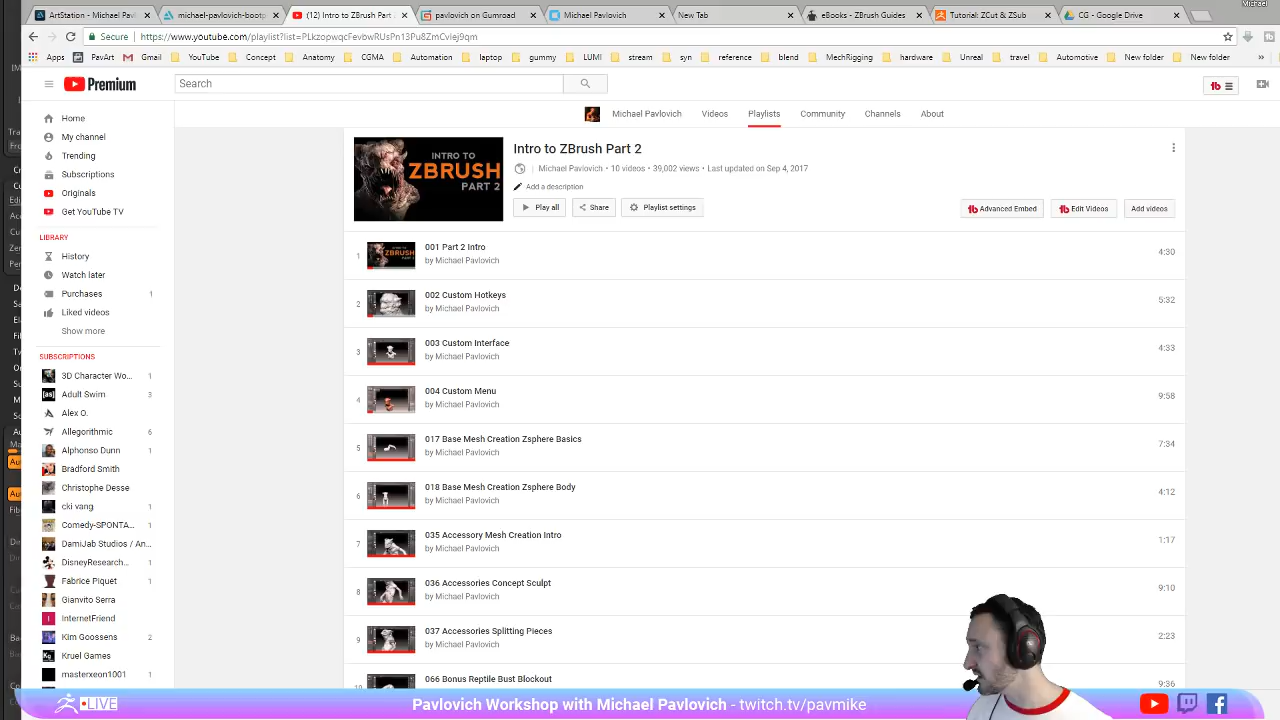 Michael
ArtStation -
michael-pavlovich-boop
(12) Intro to ZBrush Part 2
Michael Pavlovich
New Tab
eBooks - ZBrush Guides
Tutorial: ZCut to ZSub
CG - Google Drive
Secure | https://www.youtube.com/playlist?list=PLkzopwqcFevbwRUsPn13Pu8ZmCvIej9qm
Apps
PavArt
Gmail
YouTube
Concept
Anatomy
CGMA
Automation
laptop
gummy
LUMI
stream
syn
Reference
blend
MechRigging
hardware
Unreal
travel
Automotive
New folder
New folder
»
Premium
Search
Michael Pavlovich
Videos
Playlists
Community
Channels
About
Home
My channel
Trending
Subscriptions
Originals
Get YouTube TV
LIBRARY
History
Watch later
Purchases 1
Liked videos
Show more
SUBSCRIPTIONS
3D Character Wo... 1
Adult Swim 3
Alex O.
Allegorithmic 6
Alphonso Dunn 1
Bradford Smith 1
Christophe Desse
cki vang 1
Comedy-SPONTA... 1
DamiJab Studios / An...
DisneyResearch... 1
Fabrice Piquet 1
Gianvito Serra
InternetFriend
Kim Goossens 2
Kruel Games
masterxeon1001 1
INTRO TO
ZBRUSH
PART 2
Intro to ZBrush Part 2
Michael Pavlovich • 10 videos • 39,002 views • Last updated on Sep 4, 2017
Add a description
Play all
Share
Playlist settings
Advanced Embed
Edit Videos
Add videos
1
001 Part 2 Intro
by Michael Pavlovich
4:30
2
002 Custom Hotkeys
by Michael Pavlovich
5:32
3
003 Custom Interface
by Michael Pavlovich
4:33
4
004 Custom Menu
by Michael Pavlovich
9:58
5
017 Base Mesh Creation Zsphere Basics
by Michael Pavlovich
7:34
6
018 Base Mesh Creation Zsphere Body
by Michael Pavlovich
4:12
7
035 Accessory Mesh Creation Intro
by Michael Pavlovich
1:17
8
036 Accessories Concept Sculpt
by Michael Pavlovich
9:10
9
037 Accessories Splitting Pieces
by Michael Pavlovich
2:23
10
066 Bonus Reptile Bust Blockout
9:36
LIVE
Pavlovich Workshop with Michael Pavlovich - twitch.tv/pavmike